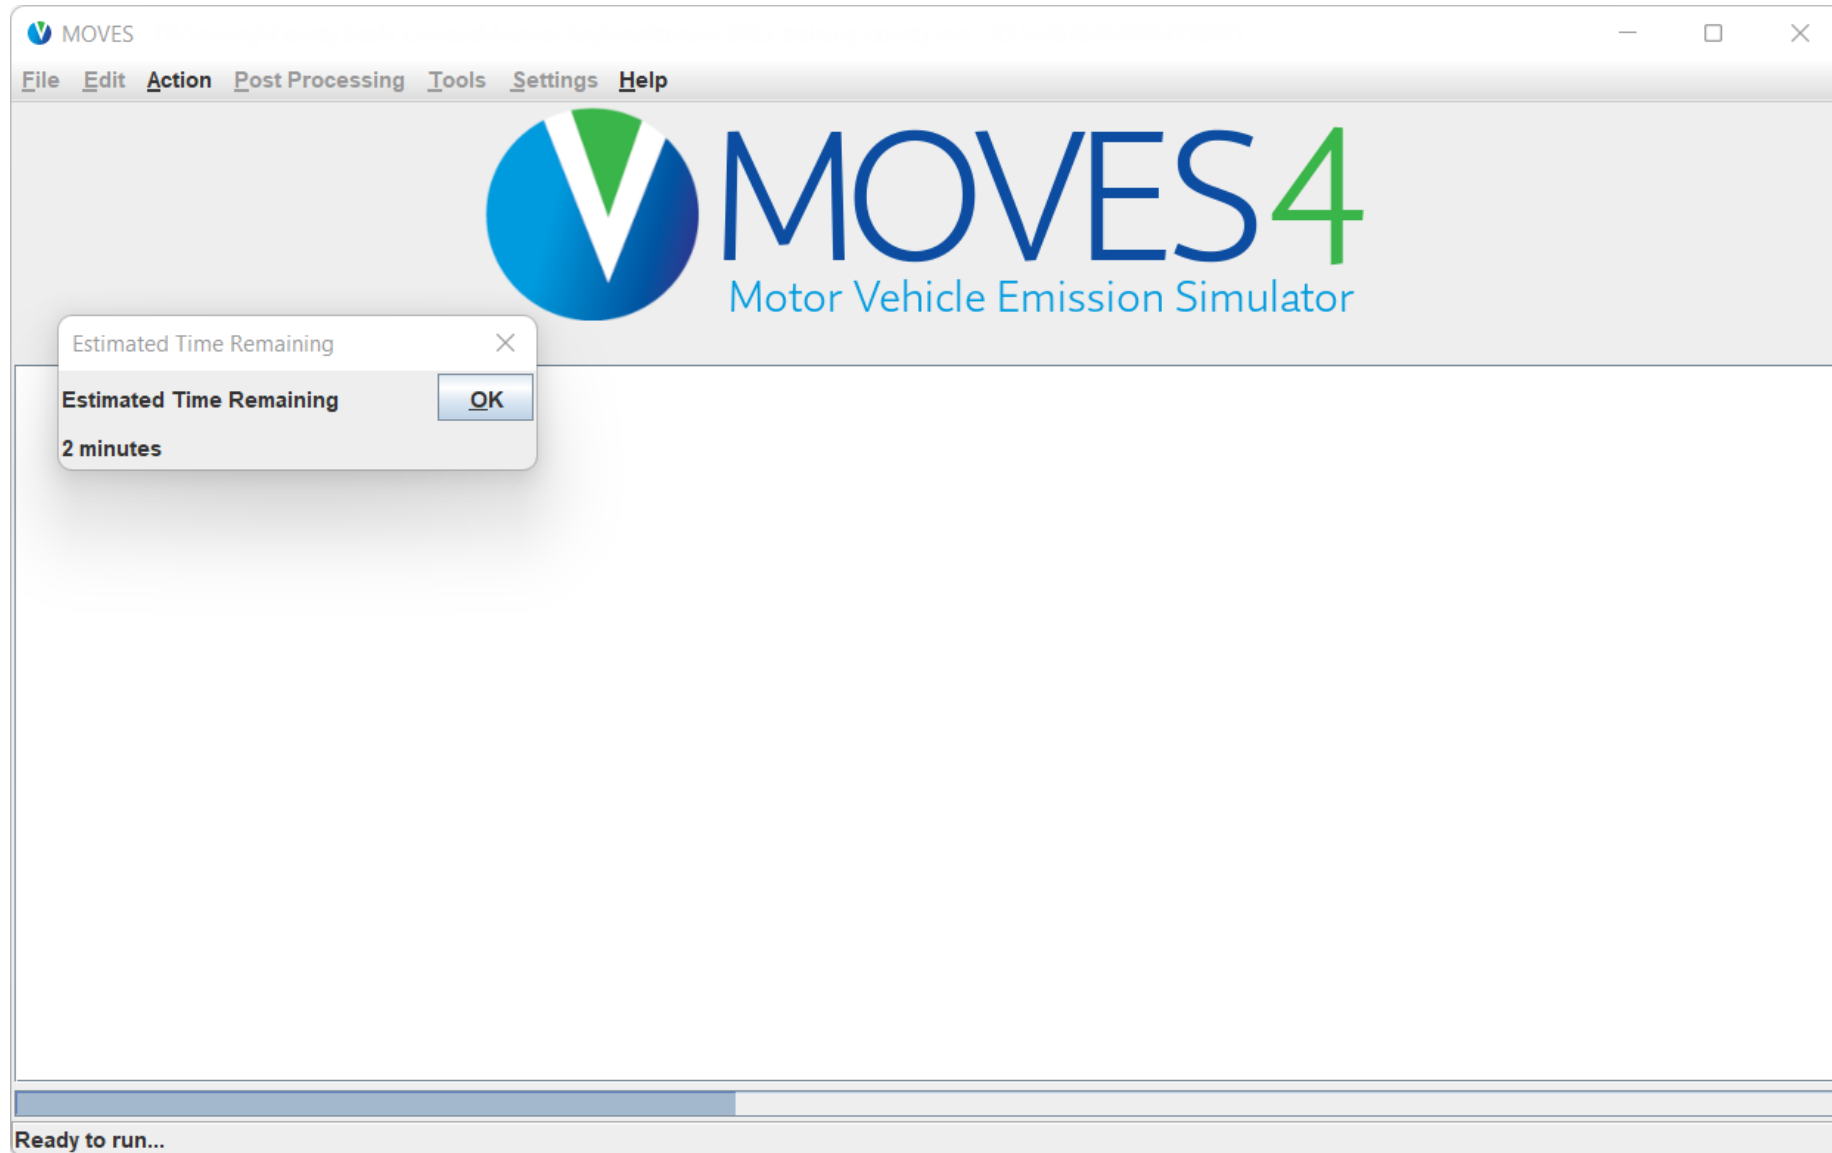 MOVES
File Edit Action Post Processing Tools Settings Help
MOVES4
Motor Vehicle Emission Simulator
Estimated Time Remaining
Estimated Time Remaining OK
2 minutes
Ready to run...